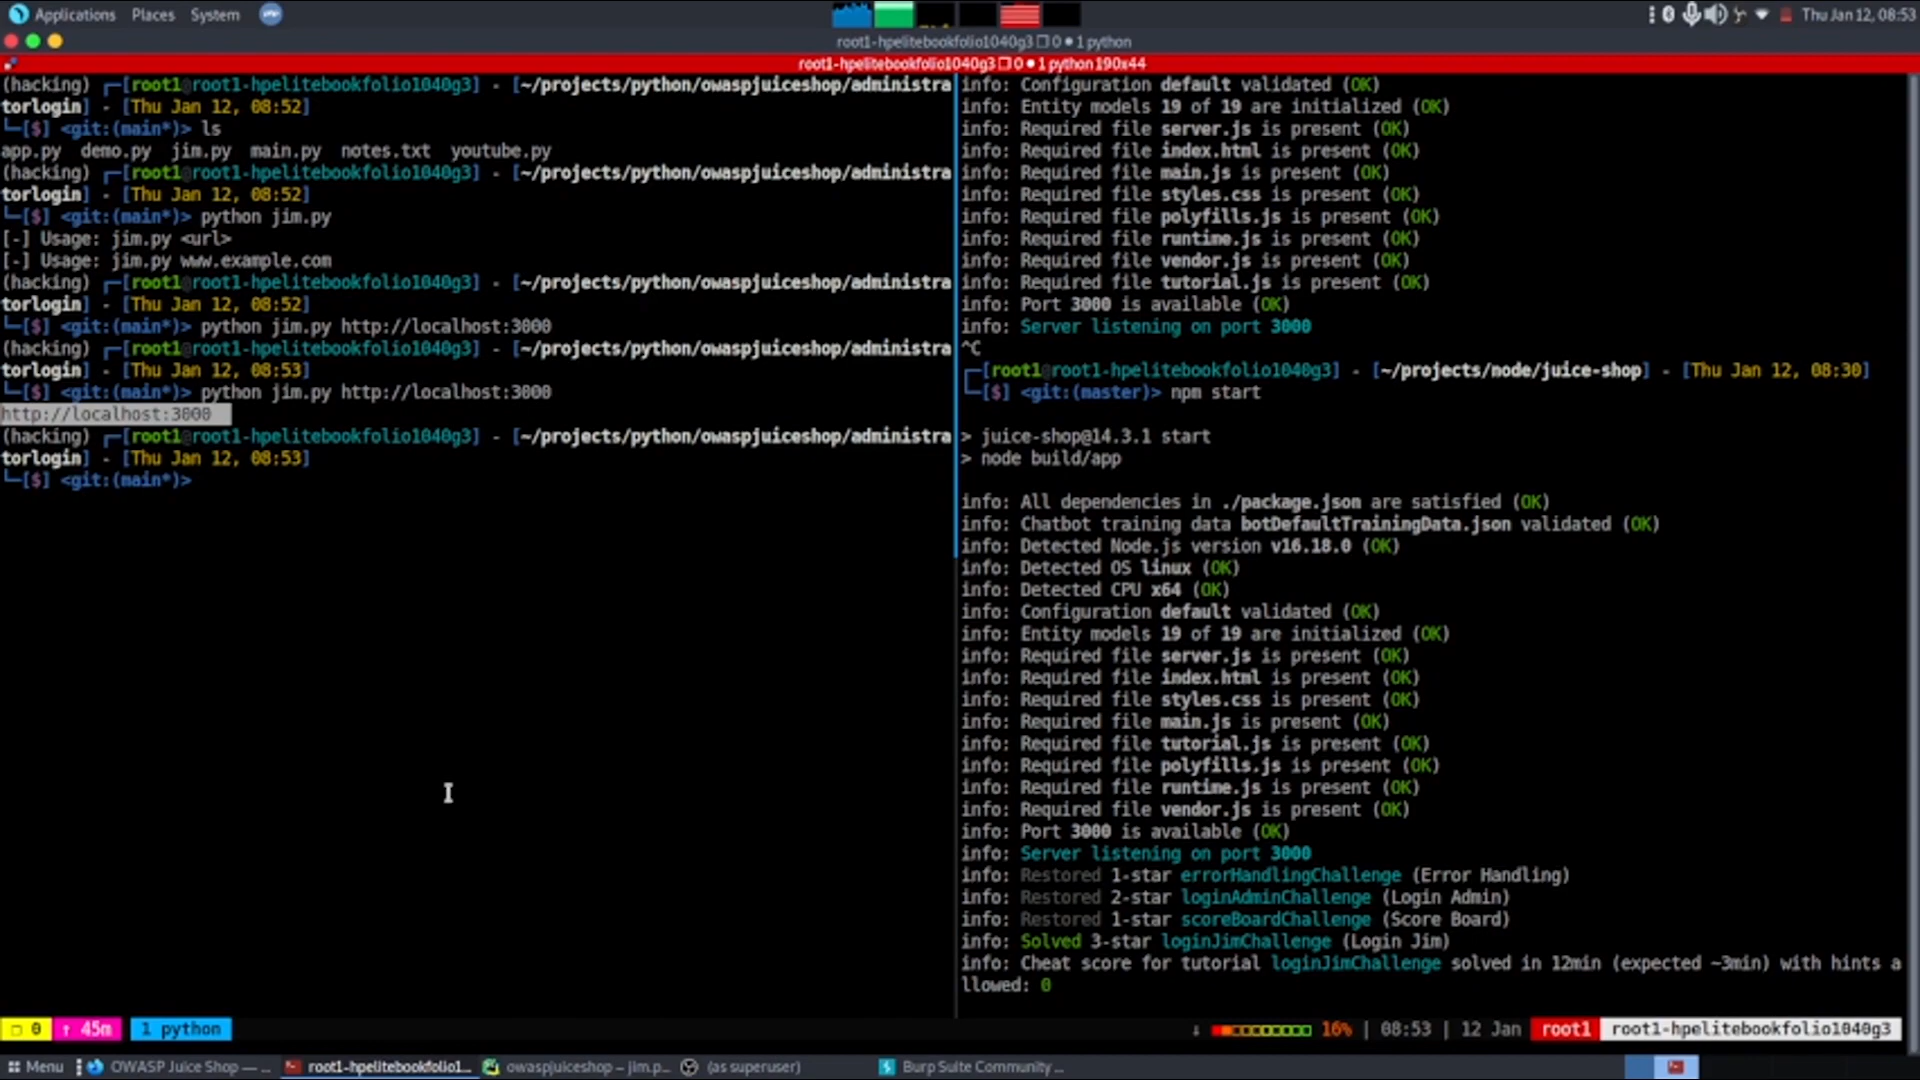 Applications Places System
Thu Jan 12, 08:53
root1-hpelitebookfolio1040g3 ❐ 0 ● 1 python
root1-hpelitebookfolio1040g3 ❐ 0 ● 1 python 190x44
(hacking) ┌─[root1@root1-hpelitebookfolio1040g3] - [~/projects/python/owaspjuiceshop/administra
torlogin] - [Thu Jan 12, 08:52]
└─[$] <git:(main*)> ls
app.py demo.py jim.py main.py notes.txt youtube.py
(hacking) ┌─[root1@root1-hpelitebookfolio1040g3] - [~/projects/python/owaspjuiceshop/administra
torlogin] - [Thu Jan 12, 08:52]
└─[$] <git:(main*)> python jim.py
[-] Usage: jim.py <url>
[-] Usage: jim.py www.example.com
(hacking) ┌─[root1@root1-hpelitebookfolio1040g3] - [~/projects/python/owaspjuiceshop/administra
torlogin] - [Thu Jan 12, 08:52]
└─[$] <git:(main*)> python jim.py http://localhost:3000
(hacking) ┌─[root1@root1-hpelitebookfolio1040g3] - [~/projects/python/owaspjuiceshop/administra
torlogin] - [Thu Jan 12, 08:53]
└─[$] <git:(main*)> python jim.py http://localhost:3000
http://localhost:3000
(hacking) ┌─[root1@root1-hpelitebookfolio1040g3] - [~/projects/python/owaspjuiceshop/administra
torlogin] - [Thu Jan 12, 08:53]
└─[$] <git:(main*)>
info: Configuration default validated (OK)
info: Entity models 19 of 19 are initialized (OK)
info: Required file server.js is present (OK)
info: Required file index.html is present (OK)
info: Required file main.js is present (OK)
info: Required file styles.css is present (OK)
info: Required file polyfills.js is present (OK)
info: Required file runtime.js is present (OK)
info: Required file vendor.js is present (OK)
info: Required file tutorial.js is present (OK)
info: Port 3000 is available (OK)
info: Server listening on port 3000
^C
┌─[root1@root1-hpelitebookfolio1040g3] - [~/projects/node/juice-shop] - [Thu Jan 12, 08:30]
└─[$] <git:(master)> npm start
> juice-shop@14.3.1 start
> node build/app
info: All dependencies in ./package.json are satisfied (OK)
info: Chatbot training data botDefaultTrainingData.json validated (OK)
info: Detected Node.js version v16.18.0 (OK)
info: Detected OS linux (OK)
info: Detected CPU x64 (OK)
info: Configuration default validated (OK)
info: Entity models 19 of 19 are initialized (OK)
info: Required file server.js is present (OK)
info: Required file index.html is present (OK)
info: Required file styles.css is present (OK)
info: Required file main.js is present (OK)
info: Required file tutorial.js is present (OK)
info: Required file polyfills.js is present (OK)
info: Required file runtime.js is present (OK)
info: Required file vendor.js is present (OK)
info: Port 3000 is available (OK)
info: Server listening on port 3000
info: Restored 1-star errorHandlingChallenge (Error Handling)
info: Restored 2-star loginAdminChallenge (Login Admin)
info: Restored 1-star scoreBoardChallenge (Score Board)
info: Solved 3-star loginJimChallenge (Login Jim)
info: Cheat score for tutorial loginJimChallenge solved in 12min (expected ~3min) with hints a
llowed: 0
❐ 0 ↑ 45m 1 python
↓ 16% | 08:53 | 12 Jan root1 root1-hpelitebookfolio1040g3
Menu OWASP Juice Shop — ... root1-hpelitebookfolio1... owaspjuiceshop – jim.p... (as superuser) Burp Suite Community ...